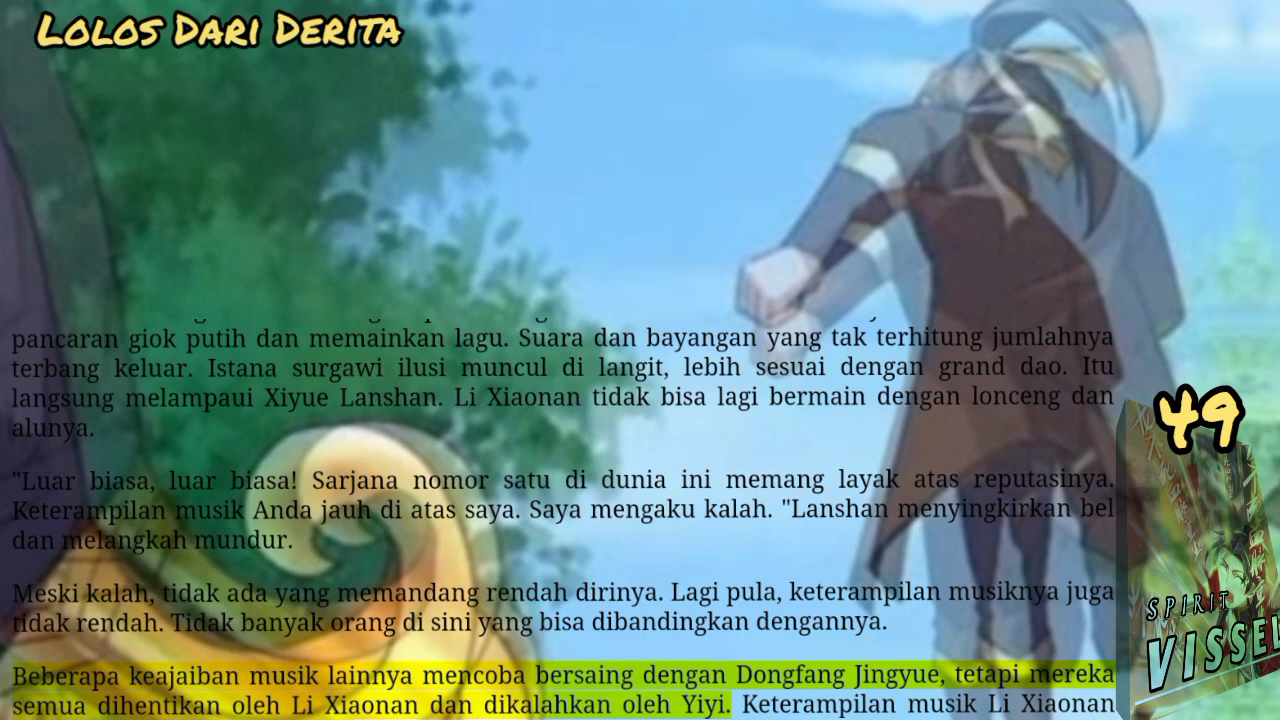 Lolos Dari Derita
pancaran giok putih dan memainkan lagu. Suara dan bayangan yang tak terhitung jumlahnya
terbang keluar. Istana surgawi ilusi muncul di langit, lebih sesuai dengan grand dao. Itu
langsung melampaui Xiyue Lanshan. Li Xiaonan tidak bisa lagi bermain dengan lonceng dan
alunya.
"Luar biasa, luar biasa! Sarjana nomor satu di dunia ini memang layak atas reputasinya.
Keterampilan musik Anda jauh di atas saya. Saya mengaku kalah. "Lanshan menyingkirkan bel
dan melangkah mundur.
Meski kalah, tidak ada yang memandang rendah dirinya. Lagi pula, keterampilan musiknya juga
tidak rendah. Tidak banyak orang di sini yang bisa dibandingkan dengannya.
Beberapa keajaiban musik lainnya mencoba bersaing dengan Dongfang Jingyue, tetapi mereka
semua dihentikan oleh Li Xiaonan dan dikalahkan oleh Yiyi. Keterampilan musik Li Xiaonan
49
SPIRIT
VISSEL